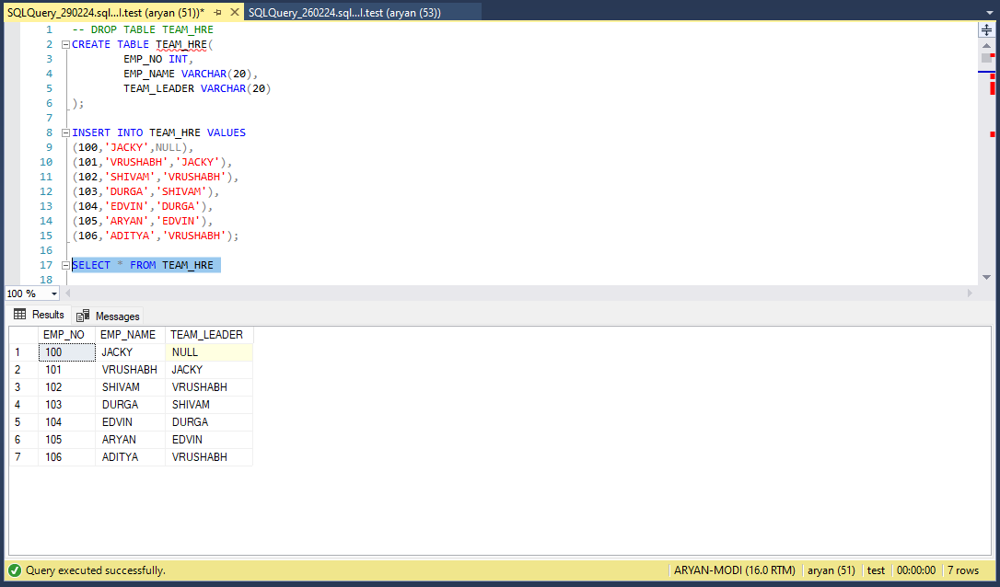 SQLQuery_290224.sql...l.test (aryan (51))* SQLQuery_260224.sql...l.test (aryan (53))
1 -- DROP TABLE TEAM_HRE
2 CREATE TABLE TEAM_HRE(
3 EMP_NO INT,
4 EMP_NAME VARCHAR(20),
5 TEAM_LEADER VARCHAR(20)
6 );
7
8 INSERT INTO TEAM_HRE VALUES
9 (100,'JACKY',NULL),
10 (101,'VRUSHABH','JACKY'),
11 (102,'SHIVAM','VRUSHABH'),
12 (103,'DURGA','SHIVAM'),
13 (104,'EDVIN','DURGA'),
14 (105,'ARYAN','EDVIN'),
15 (106,'ADITYA','VRUSHABH');
16
17 SELECT * FROM TEAM_HRE
18
100 %
Results Messages
EMP_NO EMP_NAME TEAM_LEADER
1 100 JACKY NULL
2 101 VRUSHABH JACKY
3 102 SHIVAM VRUSHABH
4 103 DURGA SHIVAM
5 104 EDVIN DURGA
6 105 ARYAN EDVIN
7 106 ADITYA VRUSHABH
Query executed successfully. ARYAN-MODI (16.0 RTM) aryan (51) test 00:00:00 7 rows